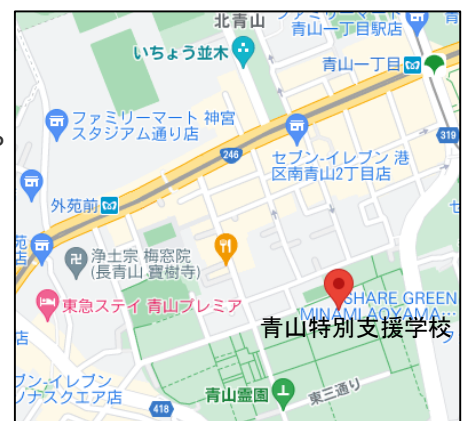 北青山
ファミリーマート
青山一丁目駅店
いちょう並木
青山一丁目
ファミリーマート 神宮
スタジアム通り店
319
246
セブン-イレブン 港
区南青山2丁目店
外苑前
浄土宗 梅窓院
(長青山 寶樹寺)
東急ステイ 青山プレミア
SHARE GREEN
MINAMI AOYAMA…
青山特別支援学校
店
青山霊園
東三通り
418